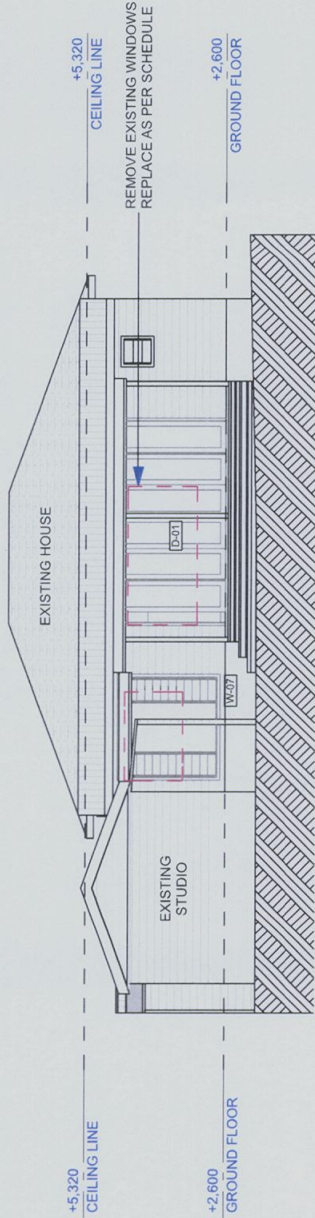 +5,320
CEILING LINE
+2,600
GROUND FLOOR
EXISTING
STUDIO
EXISTING HOUSE
W-07
D-01
REMOVE EXISTING WINDOWS
REPLACE AS PER SCHEDULE
+5,320
CEILING LINE
+2,600
GROUND FLOOR